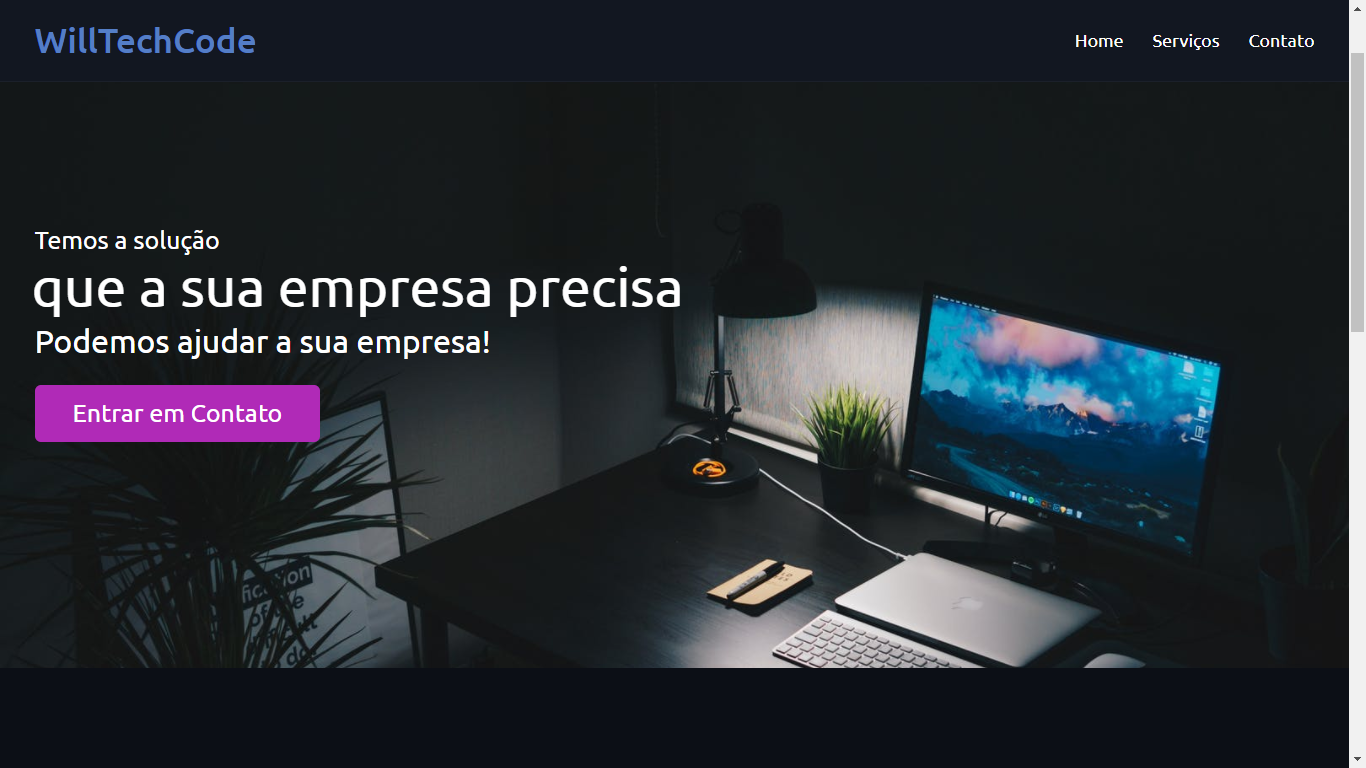 WillTechCode
Home Serviços Contato
Temos a solução
que a sua empresa precisa
Podemos ajudar a sua empresa!
Entrar em Contato